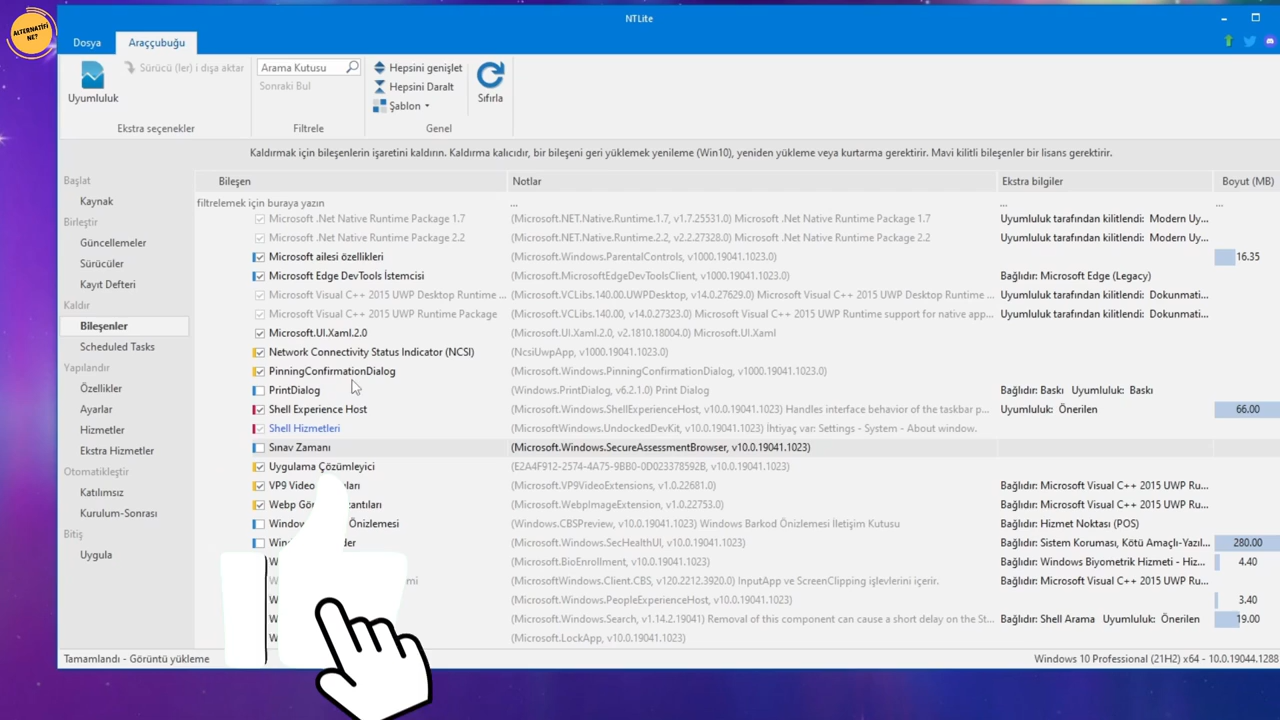 ALTERNATİFİ
NE?
NTLite
Dosya Araççubuğu
Sürücü (ler) i dışa aktar
Uyumluluk
Ekstra seçenekler
Arama Kutusu
Sonraki Bul
Filtrele
Hepsini genişlet
Hepsini Daralt
Şablon
Sıfırla
Genel
Kaldırmak için bileşenlerin işaretini kaldırın. Kaldırma kalıcıdır, bir bileşeni geri yüklemek yenileme (Win10), yeniden yükleme veya kurtarma gerektirir. Mavi kilitli bileşenler bir lisans gerektirir.
Başlat
Kaynak
Birleştir
Güncellemeler
Sürücüler
Kayıt Defteri
Kaldır
Bileşenler
Scheduled Tasks
Yapılandır
Özellikler
Ayarlar
Hizmetler
Ekstra Hizmetler
Otomatikleştir
Katılımsız
Kurulum-Sonrası
Bitiş
Uygula
Bileşen Notlar Ekstra bilgiler Boyut (MB)
filtrelemek için buraya yazın ... ... ...
Microsoft .Net Native Runtime Package 1.7 (Microsoft.NET.Native.Runtime.1.7, v1.7.25531.0) Microsoft .Net Native Runtime Package 1.7 Uyumluluk tarafından kilitlendi: Modern Uy...
Microsoft .Net Native Runtime Package 2.2 (Microsoft.NET.Native.Runtime.2.2, v2.2.27328.0) Microsoft .Net Native Runtime Package 2.2 Uyumluluk tarafından kilitlendi: Modern Uy...
Microsoft ailesi özellikleri (Microsoft.Windows.ParentalControls, v1000.19041.1023.0) 16.35
Microsoft Edge DevTools İstemcisi (Microsoft.MicrosoftEdgeDevToolsClient, v1000.19041.1023.0) Bağlıdır: Microsoft Edge (Legacy)
Microsoft Visual C++ 2015 UWP Desktop Runtime ... (Microsoft.VCLibs.140.00.UWPDesktop, v14.0.27629.0) Microsoft Visual C++ 2015 UWP Desktop Runtime ... Uyumluluk tarafından kilitlendi: Dokunmati...
Microsoft Visual C++ 2015 UWP Runtime Package (Microsoft.VCLibs.140.00, v14.0.27323.0) Microsoft Visual C++ 2015 UWP Runtime support for native app... Uyumluluk tarafından kilitlendi: Dokunmati...
Microsoft.UI.Xaml.2.0 (Microsoft.UI.Xaml.2.0, v2.1810.18004.0) Microsoft.UI.Xaml
Network Connectivity Status Indicator (NCSI) (NcsiUwpApp, v1000.19041.1023.0)
PinningConfirmationDialog (Microsoft.Windows.PinningConfirmationDialog, v1000.19041.1023.0)
PrintDialog (Windows.PrintDialog, v6.2.1.0) Print Dialog Bağlıdır: Baskı Uyumluluk: Baskı
Shell Experience Host (Microsoft.Windows.ShellExperienceHost, v10.0.19041.1023) Handles interface behavior of the taskbar p... Uyumluluk: Önerilen 66.00
Shell Hizmetleri (Microsoft.Windows.UndockedDevKit, v10.0.19041.1023) İhtiyaç var: Settings - System - About window.
Sınav Zamanı (Microsoft.Windows.SecureAssessmentBrowser, v10.0.19041.1023)
Uygulama Çözümleyici (E2A4F912-2574-4A75-9BB0-0D023378592B, v10.0.19041.1023)
VP9 Video (Microsoft.VP9VideoExtensions, v1.0.22681.0) Bağlıdır: Microsoft Visual C++ 2015 UWP Ru...
Webp (Microsoft.WebpImageExtension, v1.0.22753.0) Bağlıdır: Microsoft Visual C++ 2015 UWP Ru...
Önizlemesi (Windows.CBSPreview, v10.0.19041.1023) Windows Barkod Önizlemesi İletişim Kutusu Bağlıdır: Hizmet Noktası (POS)
(Microsoft.Windows.SecHealthUI, v10.0.19041.1023) Bağlıdır: Sistem Koruması, Kötü Amaçlı-Yazıl... 280.00
(Microsoft.BioEnrollment, v10.0.19041.1023) Bağlıdır: Windows Biyometrik Hizmeti - Hiz... 4.40
(MicrosoftWindows.Client.CBS, v120.2212.3920.0) InputApp ve ScreenClipping işlevlerini içerir. Bağlıdır: Microsoft Visual C++ 2015 UWP Ru...
(Microsoft.Windows.PeopleExperienceHost, v10.0.19041.1023) 3.40
(Microsoft.Windows.Search, v1.14.2.19041) Removal of this component can cause a short delay on the St... Bağlıdır: Shell Arama Uyumluluk: Önerilen 19.00
(Microsoft.LockApp, v10.0.19041.1023)
Tamamlandı - Görüntü yükleme Windows 10 Professional (21H2) x64 - 10.0.19044.1288